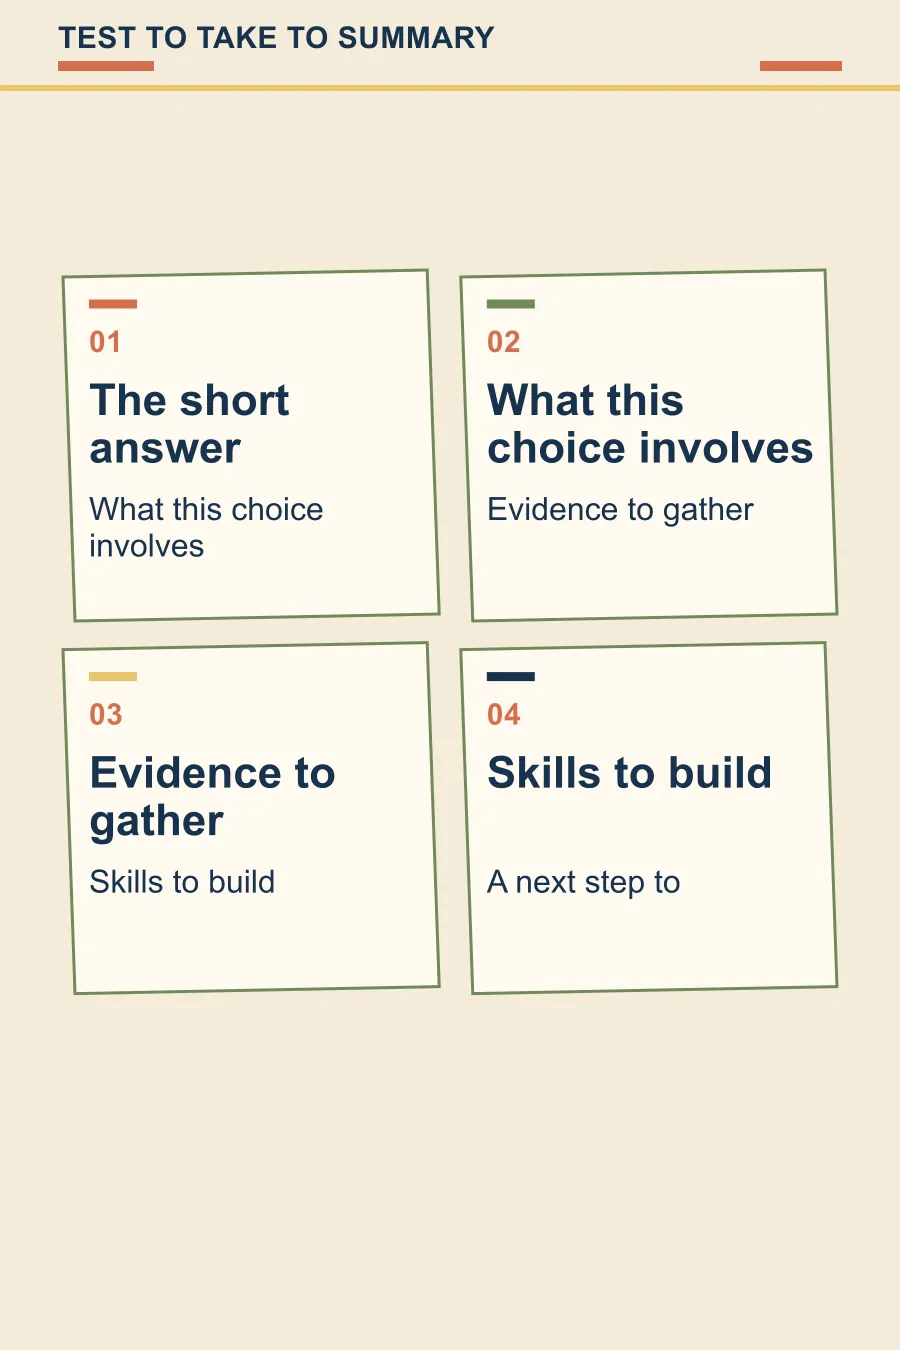 TEST TO TAKE TO SUMMARY
01
The short
answer
What this choice
involves
02
What this
choice involves
Evidence to gather
03
Evidence to
gather
Skills to build
04
Skills to build
A next step to